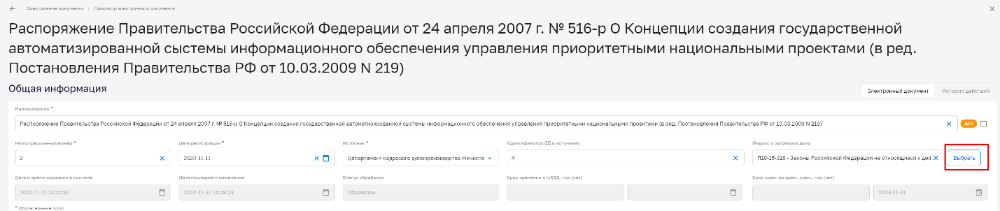 Электронные документы / Просмотр электронного документа
Распоряжение Правительства Российской Федерации от 24 апреля 2007 г. № 516-р О Концепции создания государственной
автоматизированной системы информационного обеспечения управления приоритетными национальными проектами (в ред.
Постановления Правительства РФ от 10.03.2009 N 219)
Общая информация
Электронный документ История действий
Наименование *
Распоряжение Правительства Российской Федерации от 24 апреля 2007 г. № 516-р О Концепции создания государственной автоматизированной системы информационного обеспечения управления приоритетными национальными проектами (в ред. Постановления Правительства РФ от 10.03.2009 N 219) ДСП
Регистрационный номер * Дата регистрации * Источник * Идентификатор ЭД в источнике Индекс и заголовок дела
2 2022-11-11 Департамент кадрового делопроизводства Министе 4 П10-15-318 - Законы Российской Федерации не относящиеся к дея Выбрать
Дата и время создания в системе Дата последнего изменения Статус обработки Срок хранения в ЦХЭД, год (лет) Срок хран. во врем. хран., год (лет)
2022-11-21 14:21:55 2022-11-21 14:28:23 Обработан 2023-11-21
* Обязательные поля